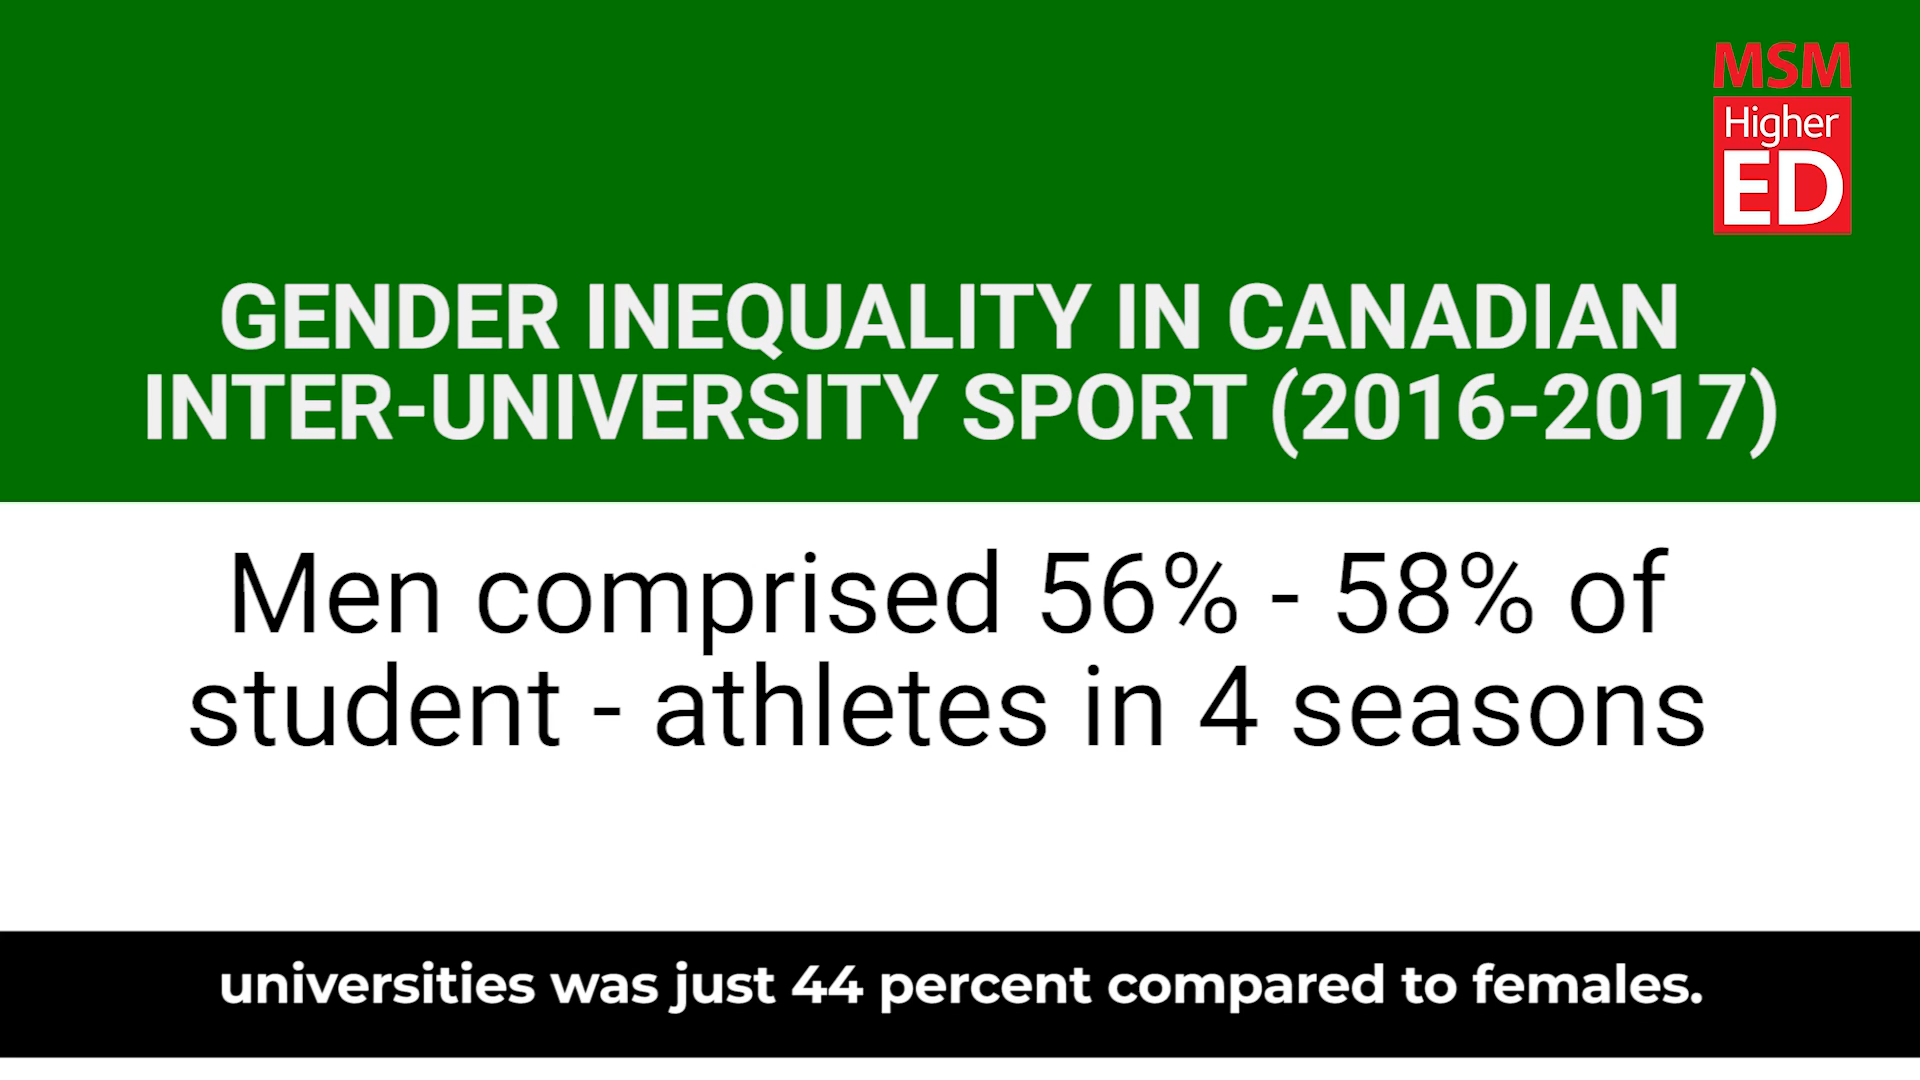 MSM
Higher
ED
GENDER INEQUALITY IN CANADIAN
INTER-UNIVERSITY SPORT (2016-2017)
Men comprised 56% - 58% of
student - athletes in 4 seasons
universities was just 44 percent compared to females.